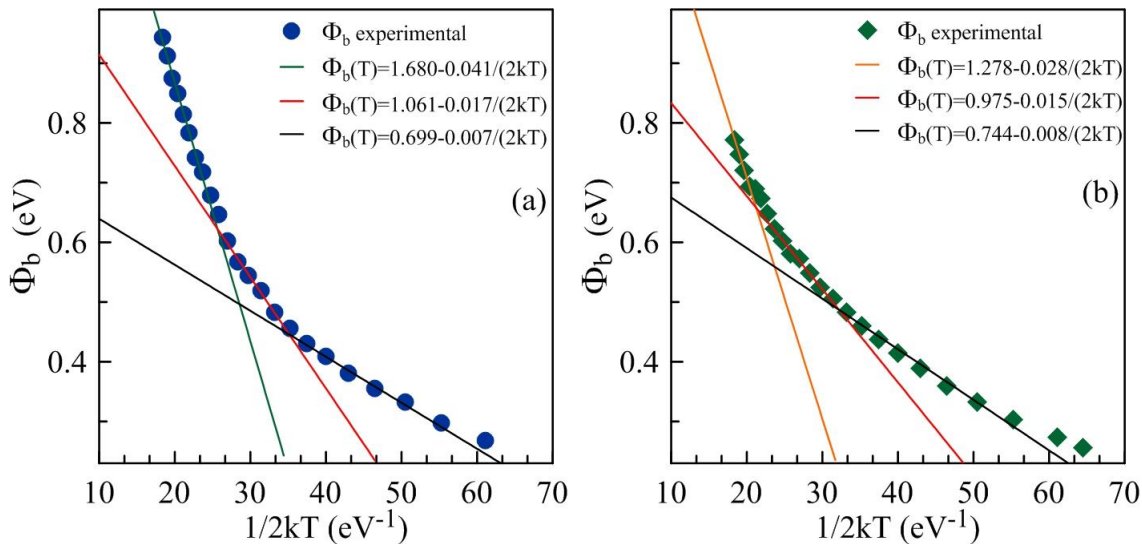 Φb experimental
Φb(T)=1.680-0.041/(2kT)
Φb(T)=1.061-0.017/(2kT)
Φb(T)=0.699-0.007/(2kT)
(a)
0.8
0.6
0.4
Φb (eV)
10 20 30 40 50 60 70
1/2kT (eV⁻¹)
Φb experimental
Φb(T)=1.278-0.028/(2kT)
Φb(T)=0.975-0.015/(2kT)
Φb(T)=0.744-0.008/(2kT)
(b)
0.8
0.6
0.4
Φb (eV)
10 20 30 40 50 60 70
1/2kT (eV⁻¹)